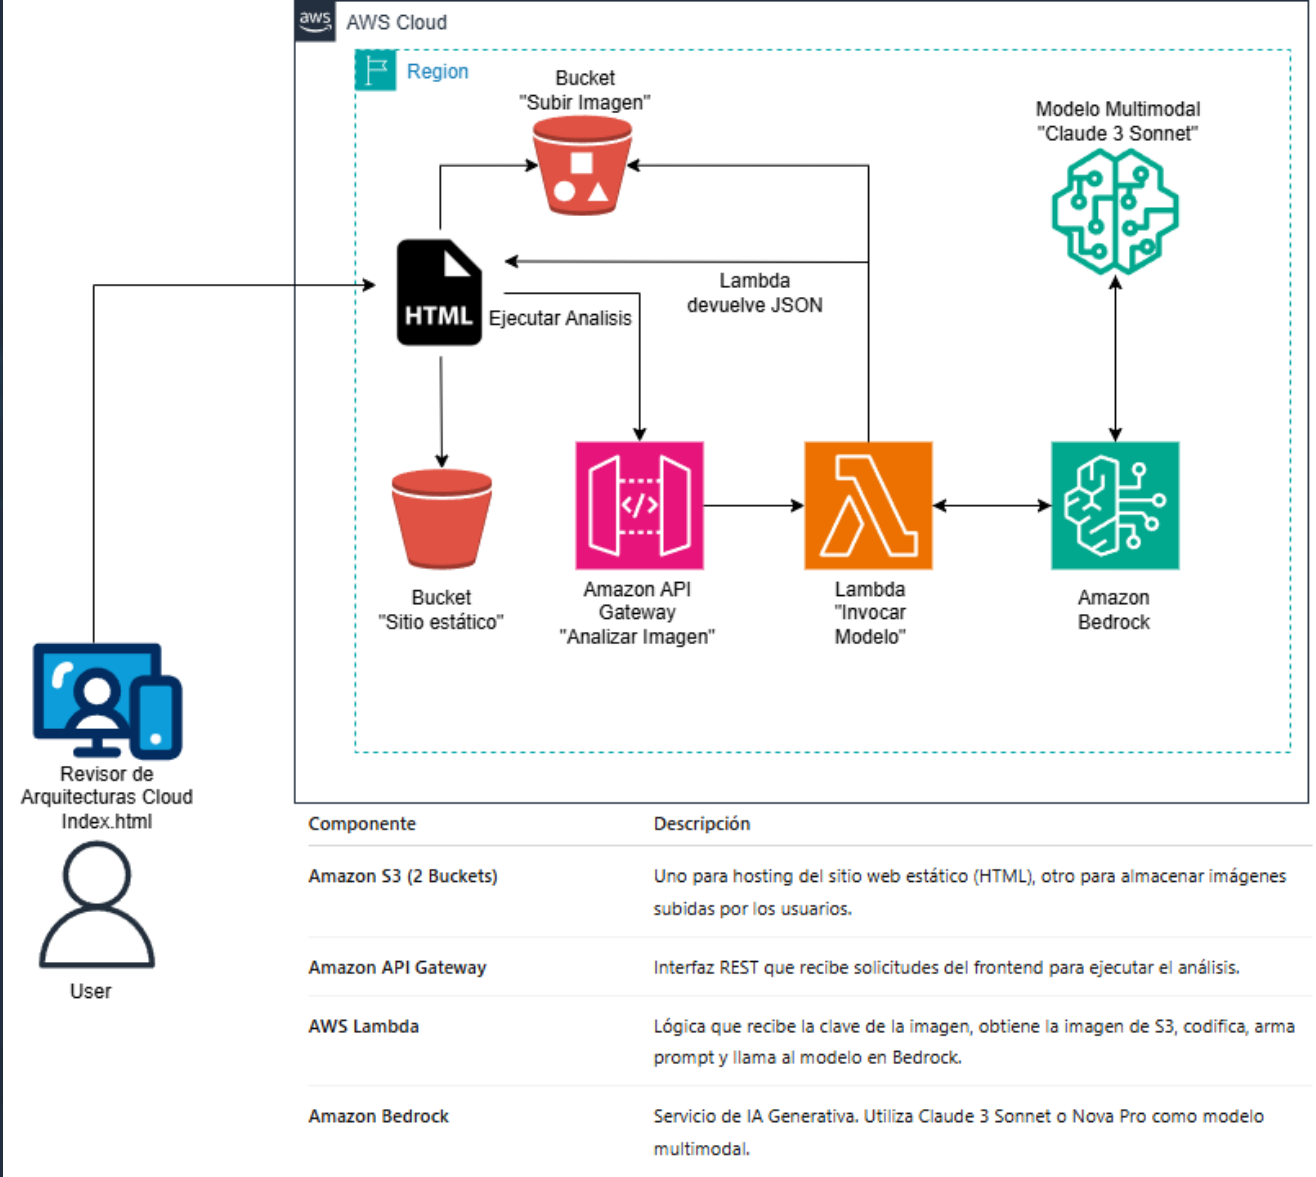 aws
AWS Cloud
Region
Bucket
"Subir Imagen"
Modelo Multimodal
"Claude 3 Sonnet"
HTML
Lambda
devuelve JSON
Ejecutar Analisis
</>
Bucket
"Sitio estático"
Amazon API
Gateway
"Analizar Imagen"
Lambda
"Invocar
Modelo"
Amazon
Bedrock
Revisor de
Arquitecturas Cloud
Index.html
User
Componente
Descripción
Amazon S3 (2 Buckets)
Uno para hosting del sitio web estático (HTML), otro para almacenar imágenes
subidas por los usuarios.
Amazon API Gateway
Interfaz REST que recibe solicitudes del frontend para ejecutar el análisis.
AWS Lambda
Lógica que recibe la clave de la imagen, obtiene la imagen de S3, codifica, arma
prompt y llama al modelo en Bedrock.
Amazon Bedrock
Servicio de IA Generativa. Utiliza Claude 3 Sonnet o Nova Pro como modelo
multimodal.